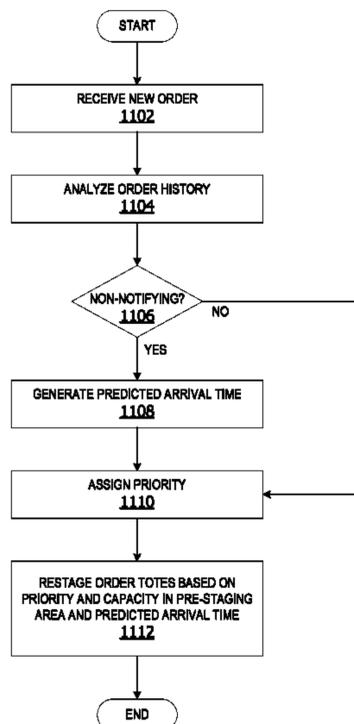 START
RECEIVE NEW ORDER
1102
ANALYZE ORDER HISTORY
1104
NON-NOTIFYING?
1106
NO
YES
GENERATE PREDICTED ARRIVAL TIME
1108
ASSIGN PRIORITY
1110
RESTAGE ORDER TOTES BASED ON
PRIORITY AND CAPACITY IN PRE-STAGING
AREA AND PREDICTED ARRIVAL TIME
1112
END